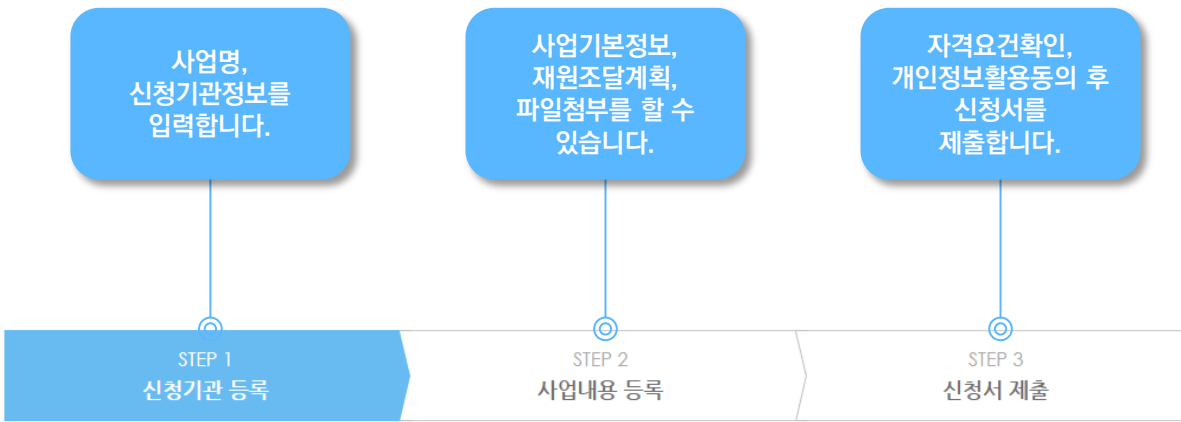 사업명,
신청기관정보를
입력합니다.
사업기본정보,
재원조달계획,
파일첨부를 할 수
있습니다.
자격요건확인,
개인정보활용동의 후
신청서를
제출합니다.
STEP 1
신청기관 등록
STEP 2
사업내용 등록
STEP 3
신청서 제출